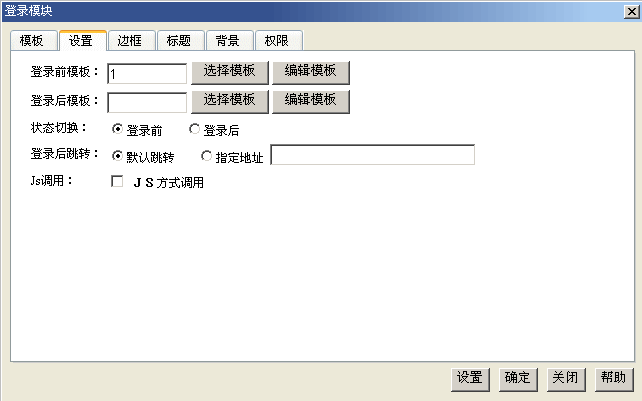 登录模块
模板 设置 边框 标题 背景 权限
登录前模板： 1 选择模板 编辑模板
登录后模板： 选择模板 编辑模板
状态切换： 登录前 登录后
登录后跳转： 默认跳转 指定地址
Js调用： ＪＳ方式调用
设置 确定 关闭 帮助